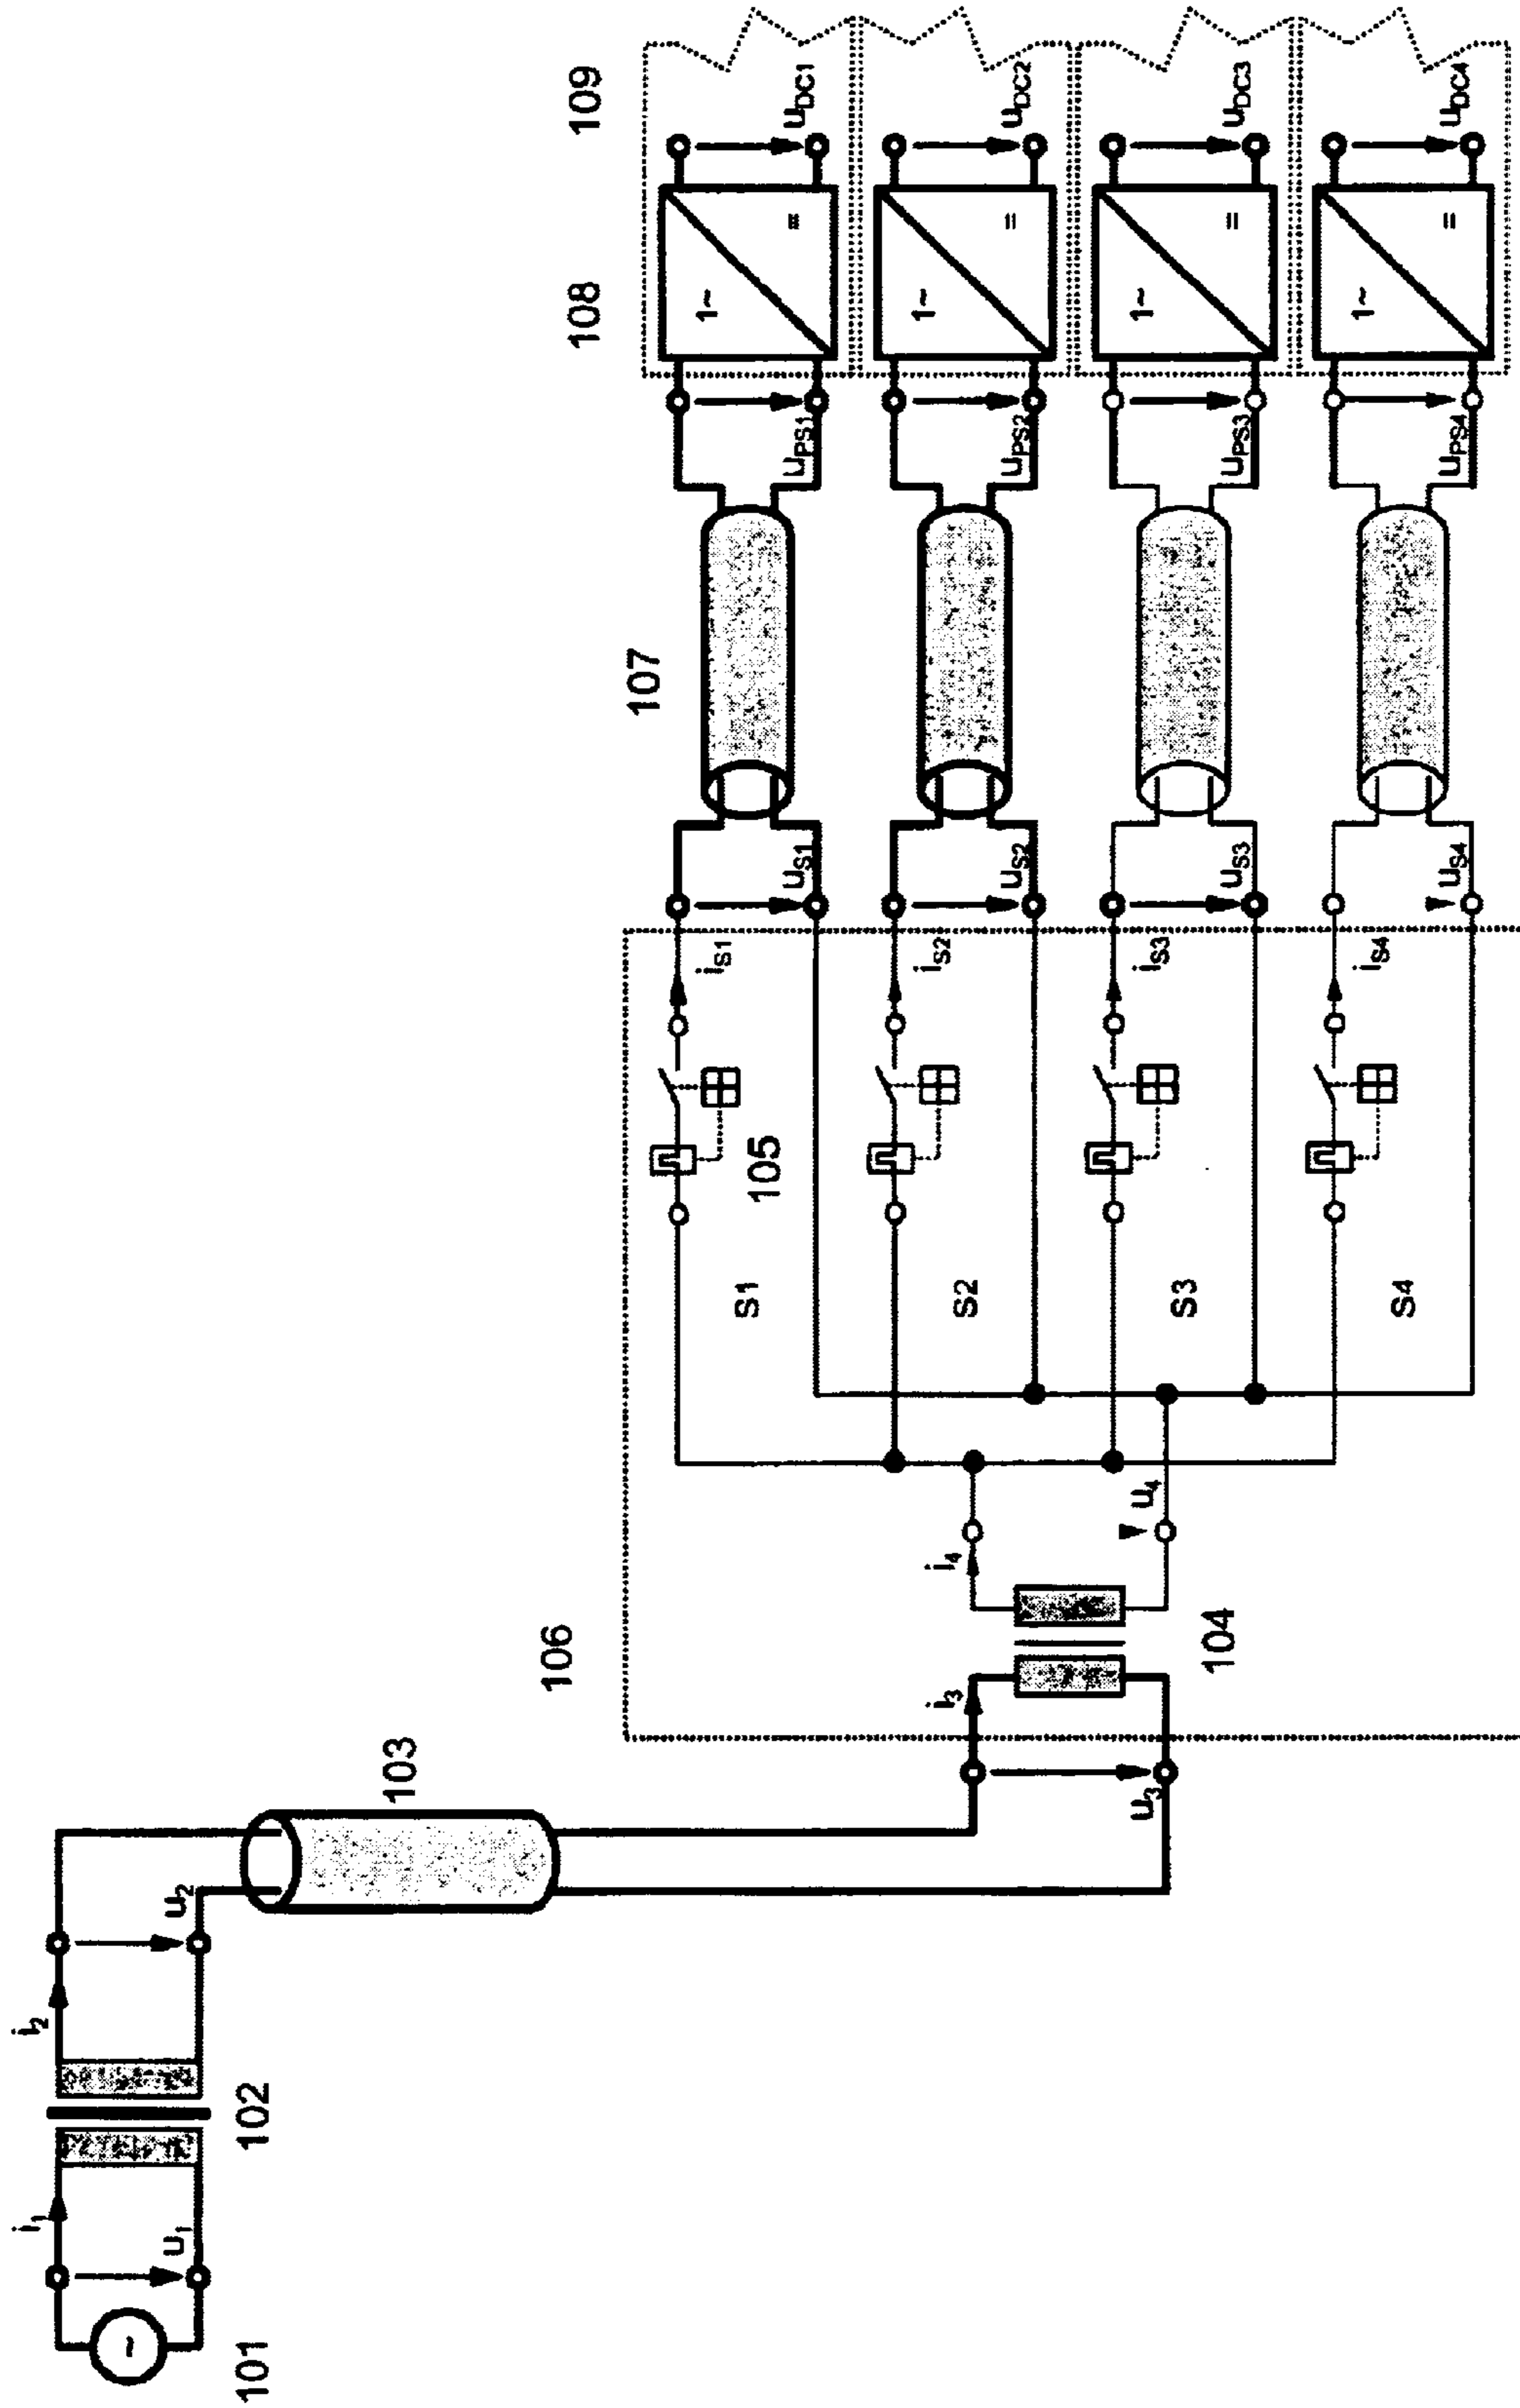 101
~
i1
u1
102
i2
u2
103
106
i3
u3
104
i4
u4
S1
105
iS1
uS1
107
uPS1
108
1~
=
109
uDC1
S2
iS2
uS2
uPS2
1~
=
uDC2
S3
iS3
uS3
uPS3
1~
=
uDC3
S4
iS4
uS4
uPS4
1~
=
uDC4